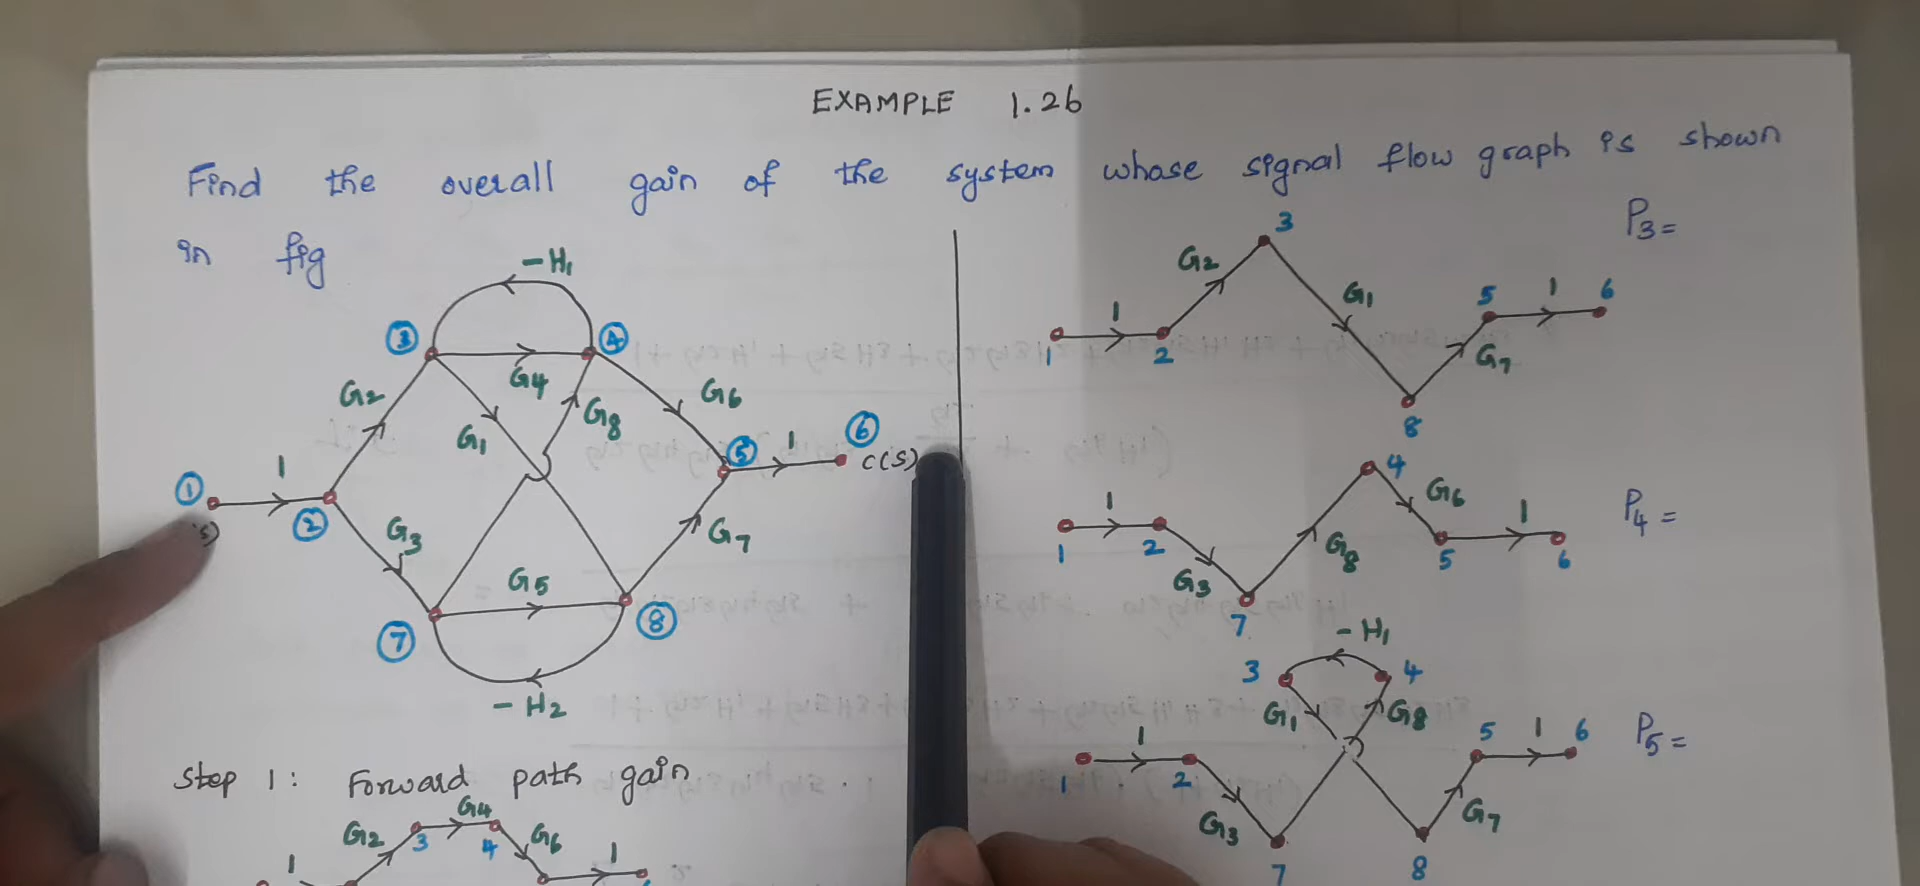 EXAMPLE 1.26
Find the overall gain of the system whose signal flow graph is shown
in fig
-H1
3
4
G4
G2
G1
G8
G6
1
2
5
1
6
C(S)
1
G3
G7
G5
7
8
-H2
Step 1: Forward path gain
G4
G2
3
4
G6
1
1
3
P3=
G2
G1
1
5
1
6
1
2
G7
8
4
P4=
G6
1
1
1
2
G3
G8
5
6
7
-H1
3
4
P5=
G1
G8
1
5
1
6
1
2
G3
G7
7
8